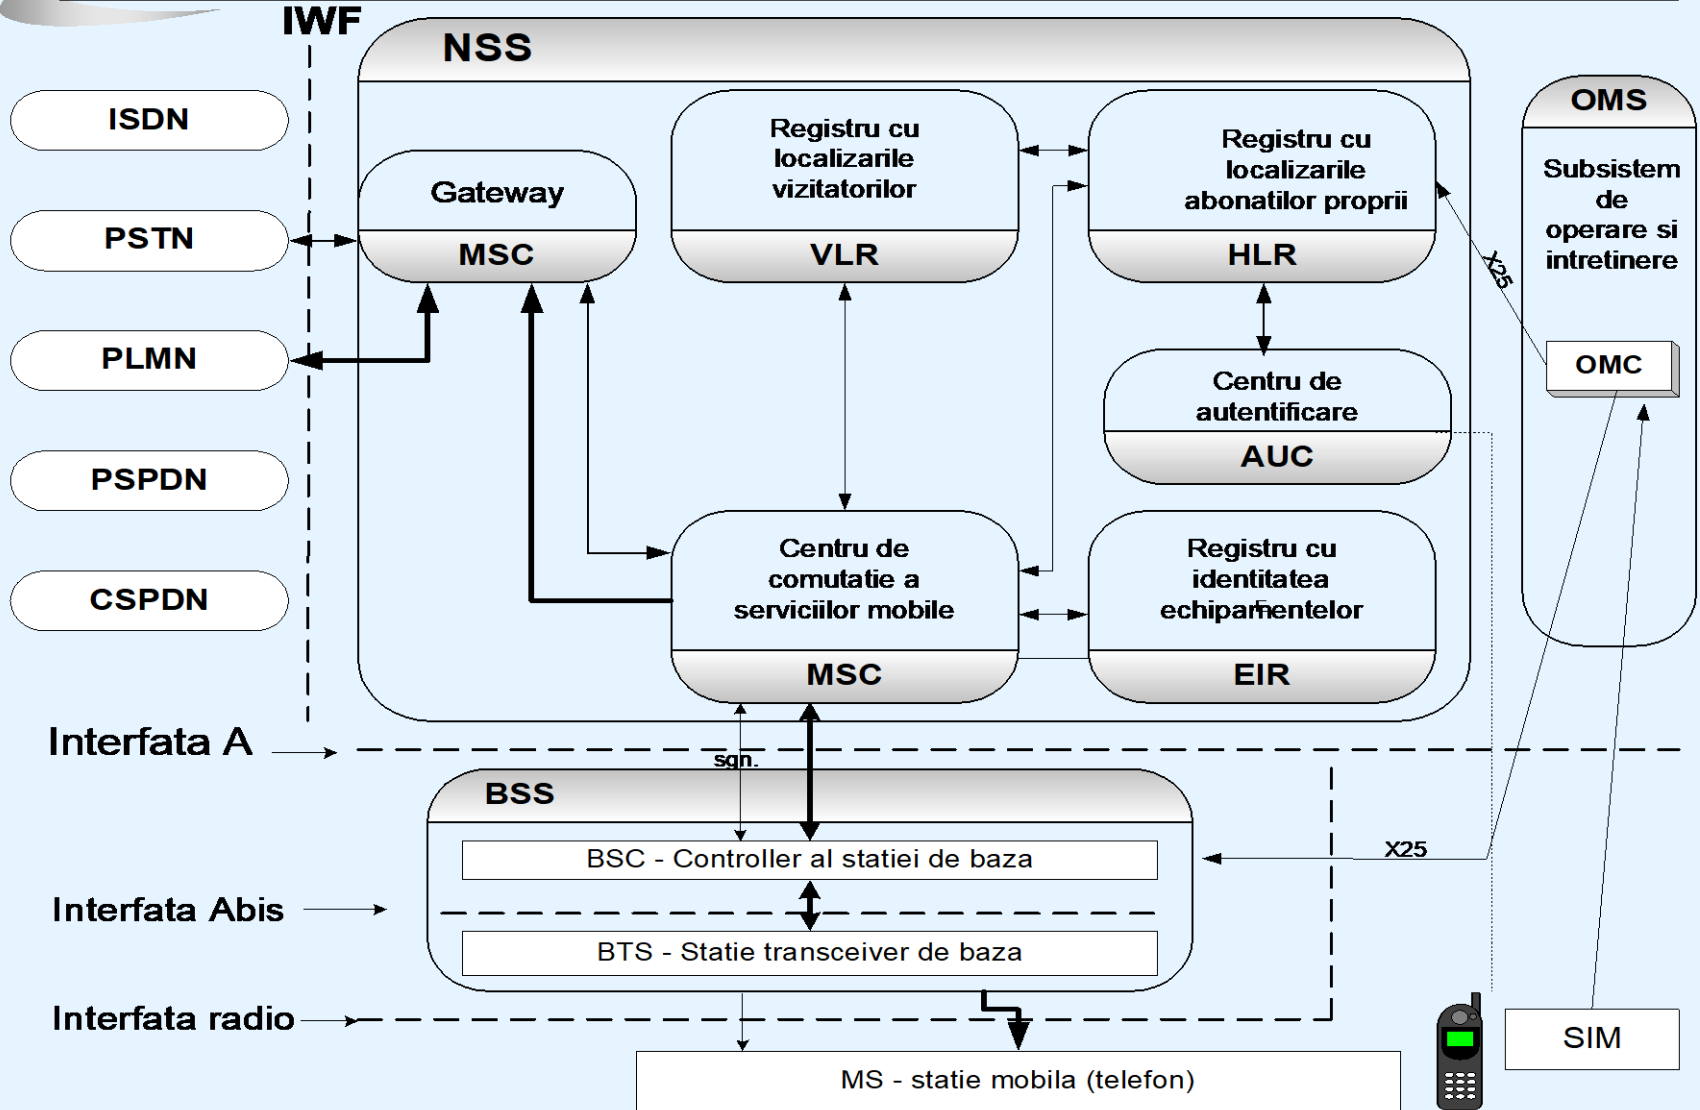 IWF
NSS
ISDN
PSTN
PLMN
PSPDN
CSPDN
Gateway
MSC
Registru cu
localizarile
vizitatorilor
VLR
Registru cu
localizarile
abonatilor proprii
HLR
Centru de
autentificare
AUC
Centru de
comutatie a
serviciilor mobile
MSC
Registru cu
identitatea
echipamentelor
EIR
OMS
Subsistem
de
operare si
intretinere
X25
OMC
Interfata A
sgn.
BSS
BSC - Controller al statiei de baza
X25
Interfata Abis
BTS - Statie transceiver de baza
Interfata radio
MS - statie mobila (telefon)
SIM